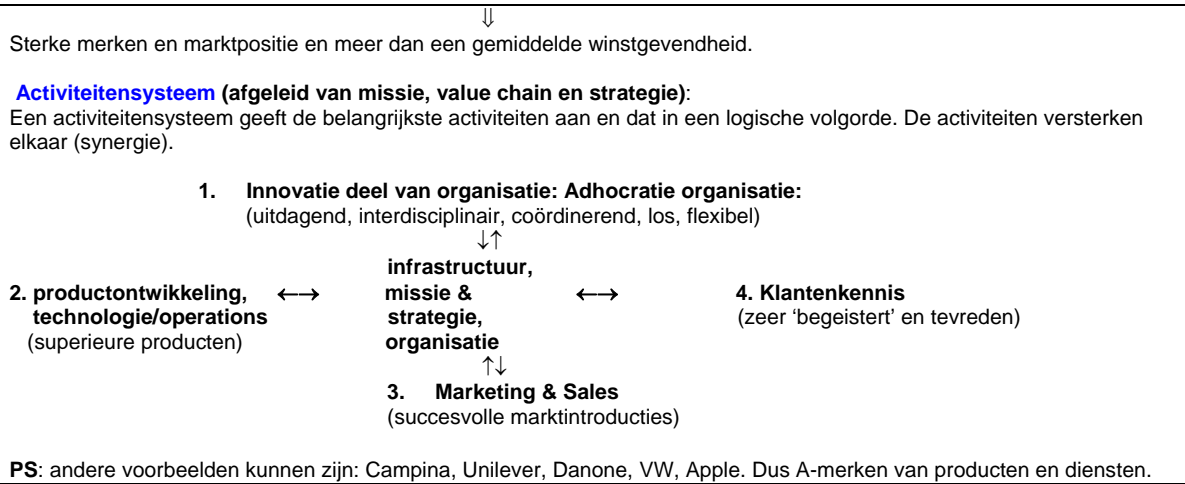 ⇓
Sterke merken en marktpositie en meer dan een gemiddelde winstgevendheid.
Activiteitensysteem (afgeleid van missie, value chain en strategie):
Een activiteitensysteem geeft de belangrijkste activiteiten aan en dat in een logische volgorde. De activiteiten versterken
elkaar (synergie).
1. Innovatie deel van organisatie: Adhocratie organisatie:
(uitdagend, interdisciplinair, coördinerend, los, flexibel)
↓↑
infrastructuur,
2. productontwikkeling, ←→ missie & ←→ 4. Klantenkennis
technologie/operations strategie, (zeer ‘begeistert’ en tevreden)
(superieure producten) organisatie
↑↓
3. Marketing & Sales
(succesvolle marktintroducties)
PS: andere voorbeelden kunnen zijn: Campina, Unilever, Danone, VW, Apple. Dus A-merken van producten en diensten.